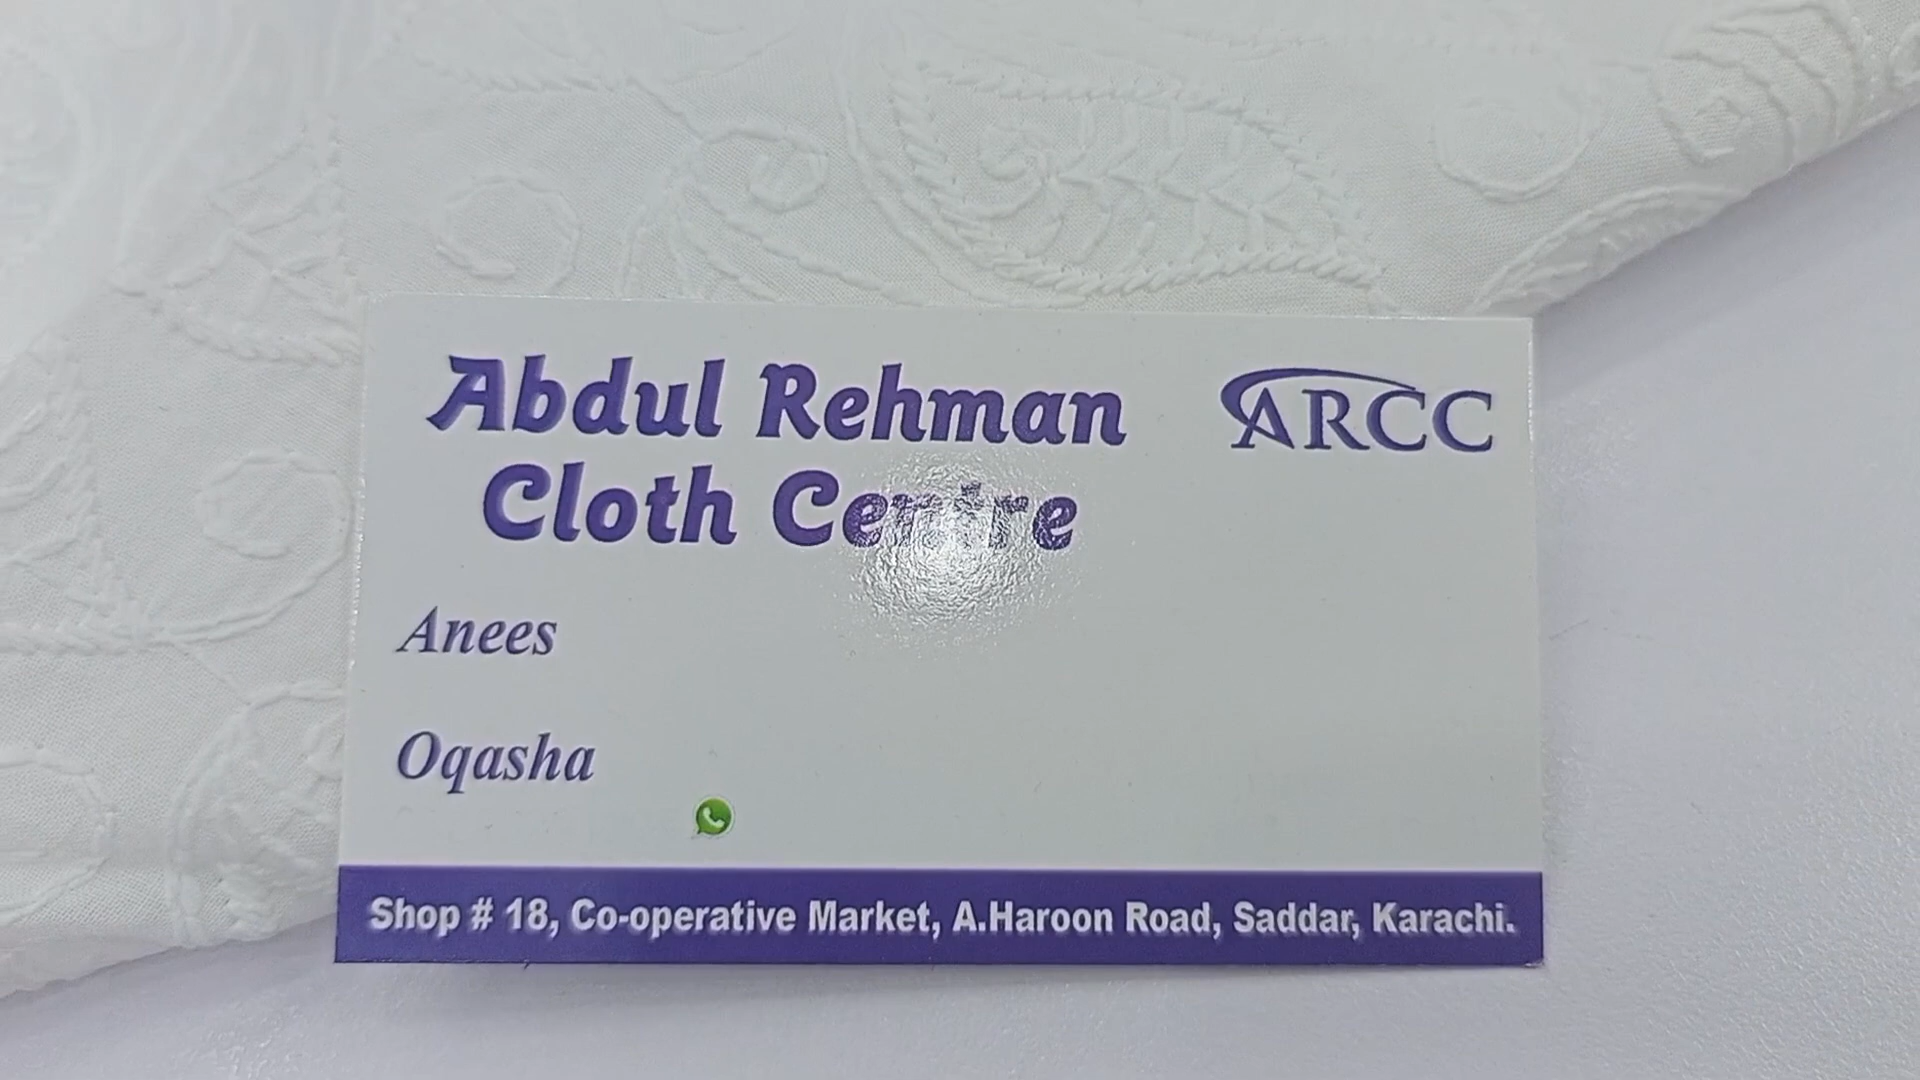 Abdul Rehman
Cloth Centre
ARCC
Anees
Oqasha
Shop # 18, Co-operative Market, A.Haroon Road, Saddar, Karachi.